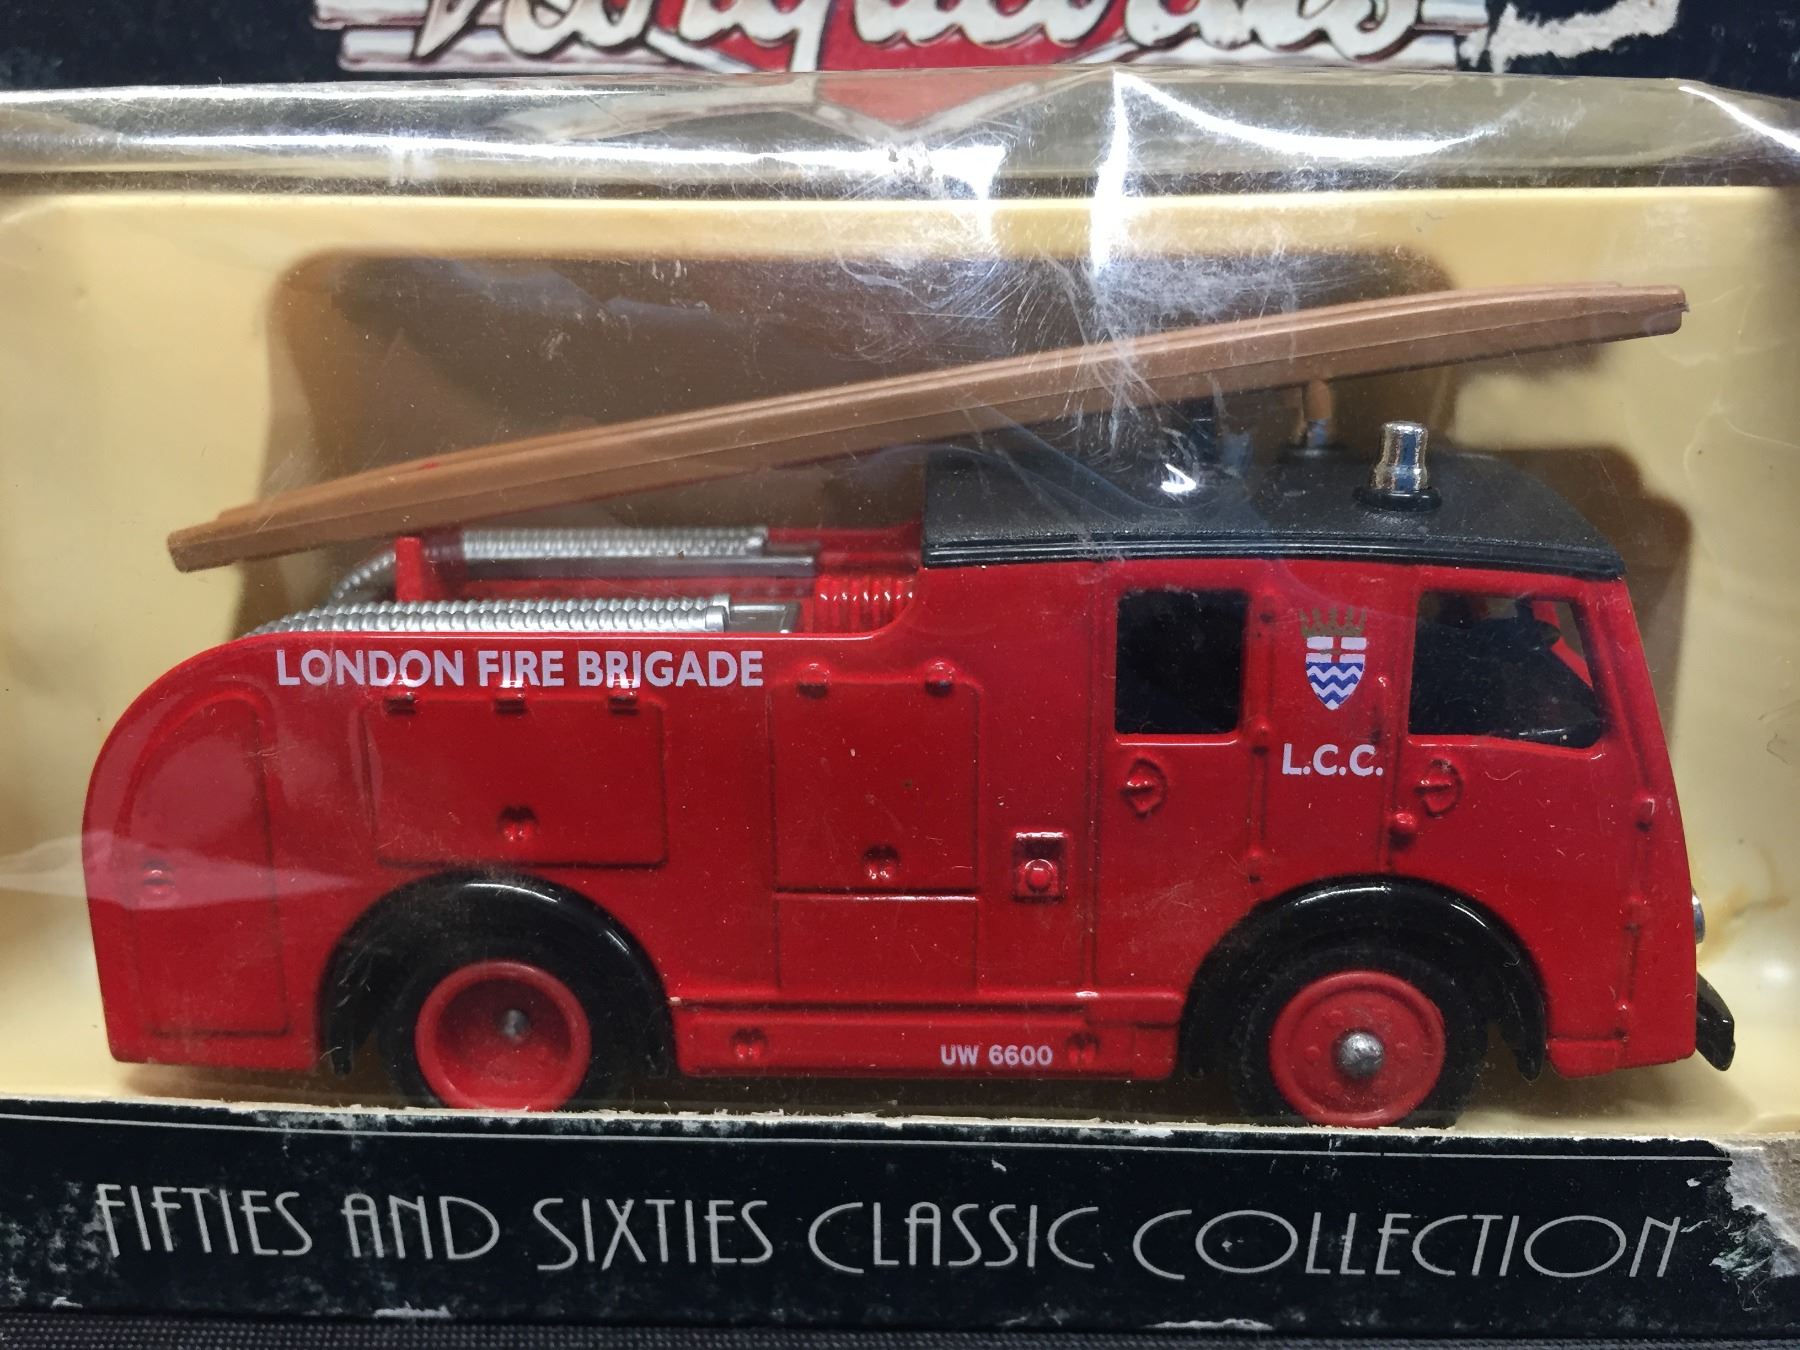 LONDON FIRE BRIGADE
L.C.C.
UW 6600
FIFTIES AND SIXTIES CLASSIC COLLECTION